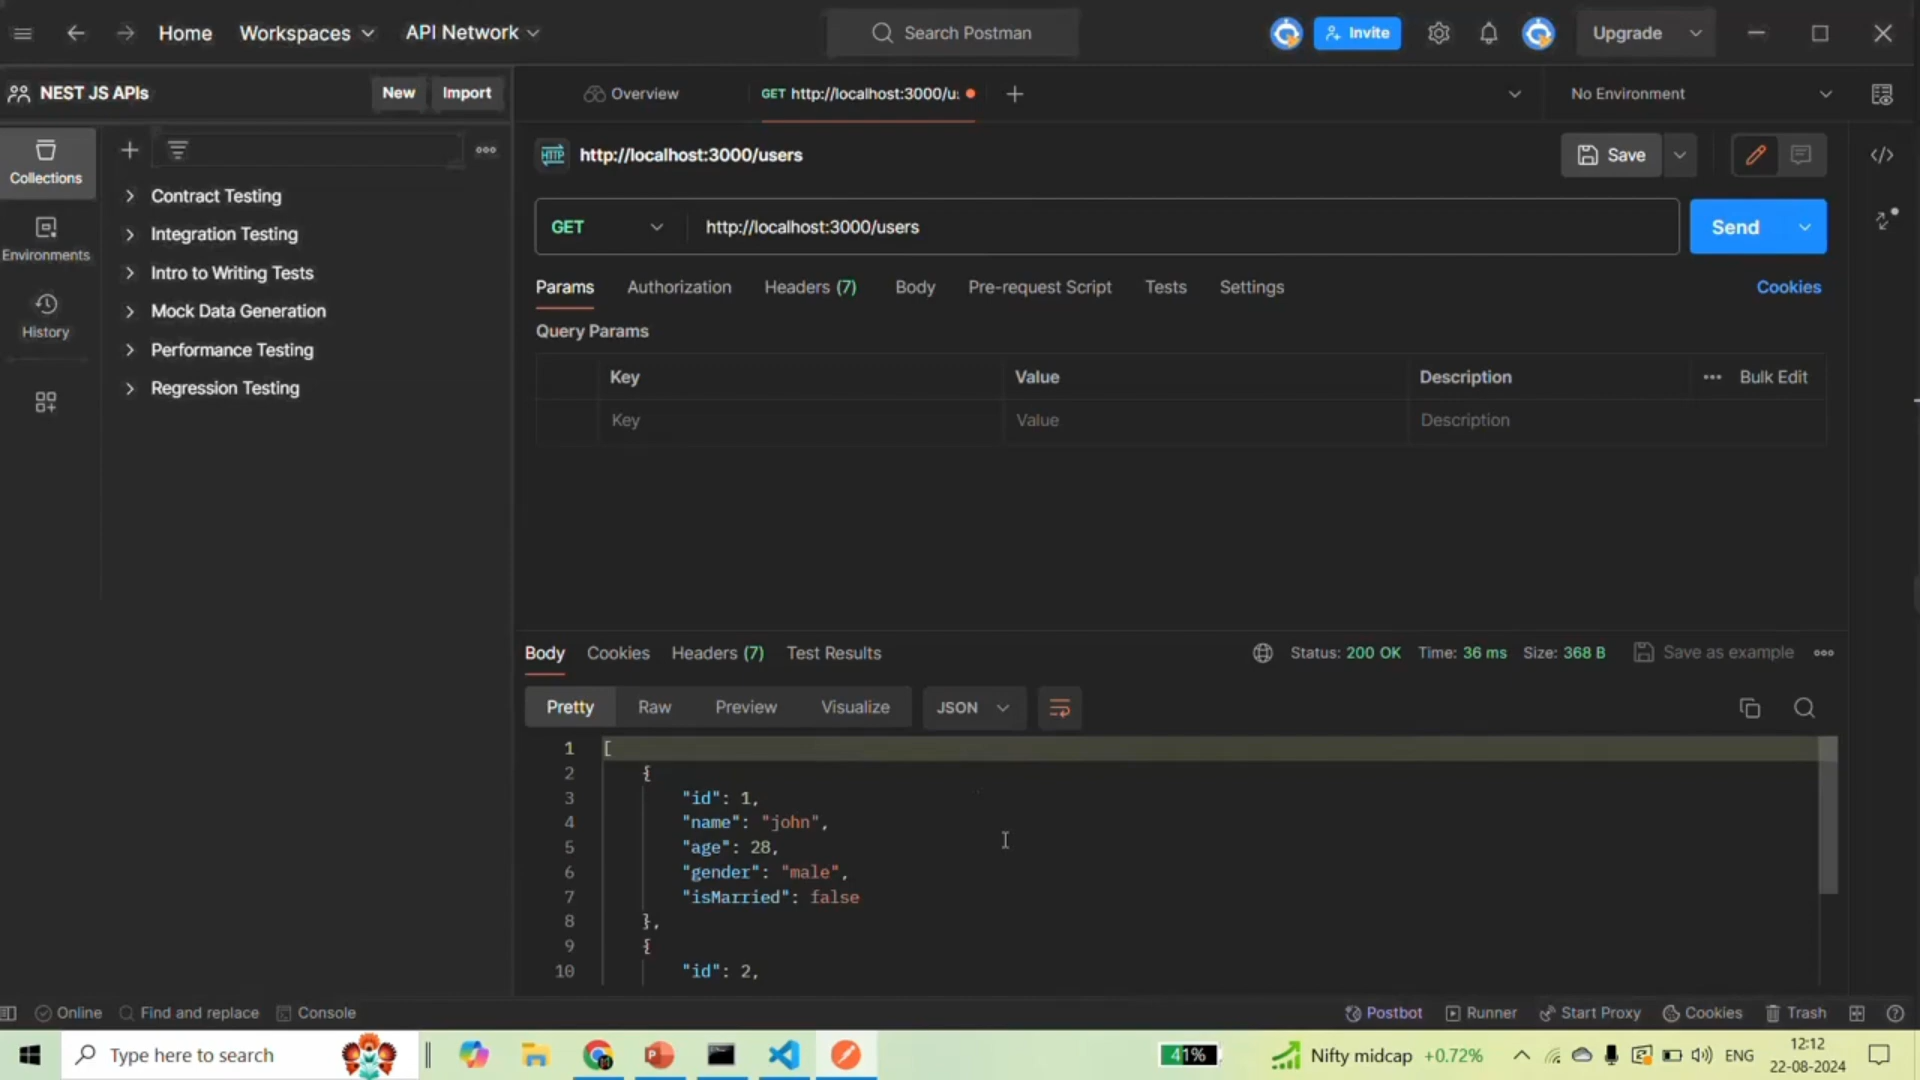 Home Workspaces API Network Search Postman Invite Upgrade
NEST JS APIs New Import Overview GET http://localhost:3000/u: No Environment
Collections
Environments
History
Contract Testing
Integration Testing
Intro to Writing Tests
Mock Data Generation
Performance Testing
Regression Testing
HTTP http://localhost:3000/users Save
GET http://localhost:3000/users Send
Params Authorization Headers (7) Body Pre-request Script Tests Settings Cookies
Query Params
Key Value Description Bulk Edit
Key Value Description
Body Cookies Headers (7) Test Results Status: 200 OK Time: 36 ms Size: 368 B Save as example
Pretty Raw Preview Visualize JSON
1 [
2 {
3 "id": 1,
4 "name": "john",
5 "age": 28,
6 "gender": "male",
7 "isMarried": false
8 },
9 {
10 "id": 2,
Online Find and replace Console Postbot Runner Start Proxy Cookies Trash
Type here to search 41% Nifty midcap +0.72% ENG 12:12
22-08-2024